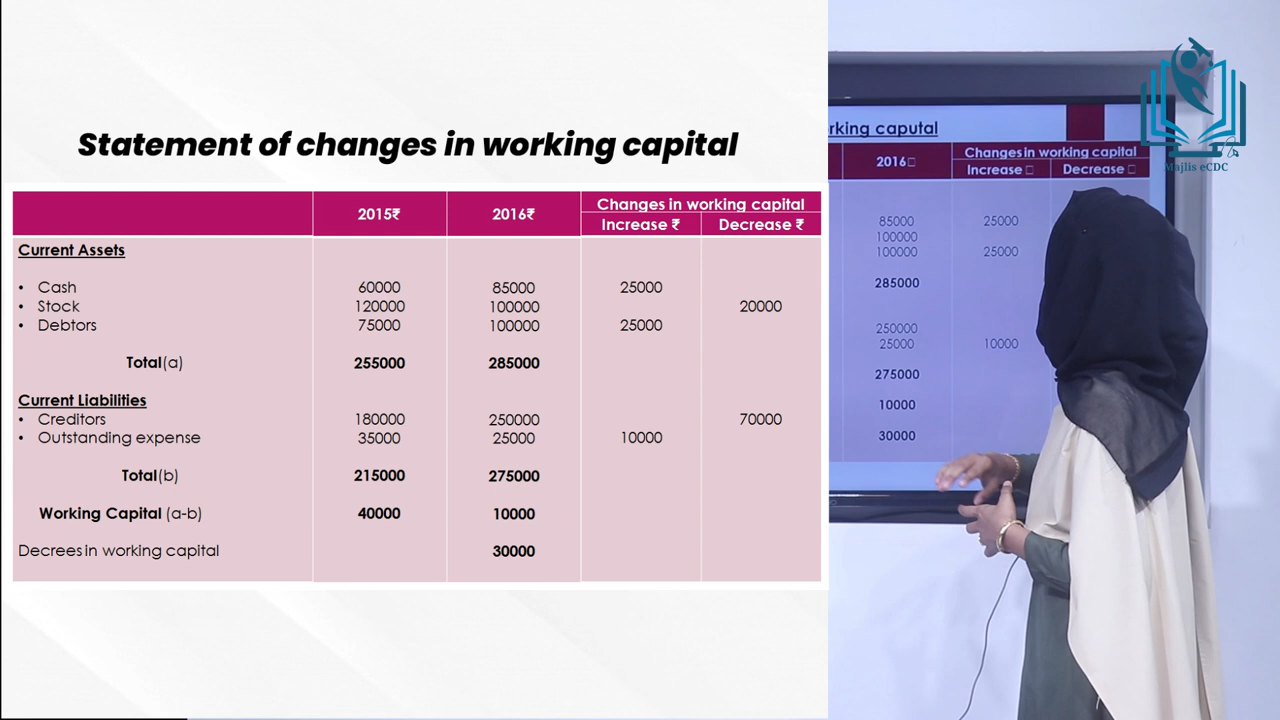 Statement of changes in working capital
2015₹ 2016₹ Changes in working capital
Increase ₹ Decrease ₹
Current Assets
• Cash 60000 85000 25000
• Stock 120000 100000 20000
• Debtors 75000 100000 25000
Total(a) 255000 285000
Current Liabilities
• Creditors 180000 250000 70000
• Outstanding expense 35000 25000 10000
Total(b) 215000 275000
Working Capital (a-b) 40000 10000
Decrees in working capital 30000
rking caputal
2016 Changes in working capital
Increase Decrease
85000 25000
100000
100000 25000
285000
250000
25000 10000
275000
10000
30000
Majlis eCDC